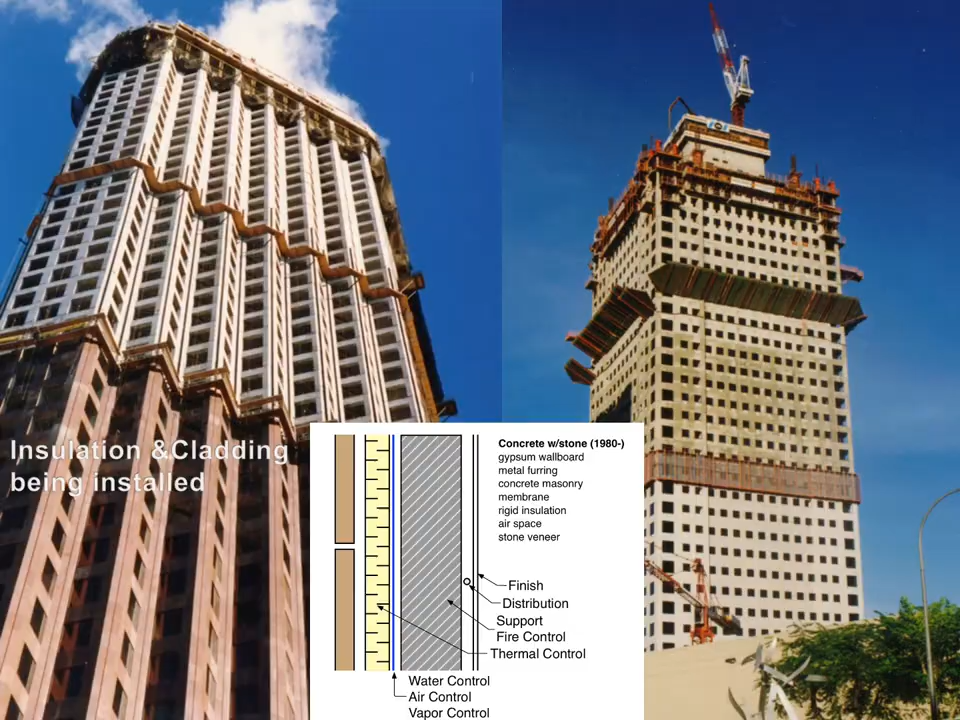 Insulation &Cladding
being installed
Concrete w/stone (1980-)
gypsum wallboard
metal furring
concrete masonry
membrane
rigid insulation
air space
stone veneer
Finish
Distribution
Support
Fire Control
Thermal Control
Water Control
Air Control
Vapor Control